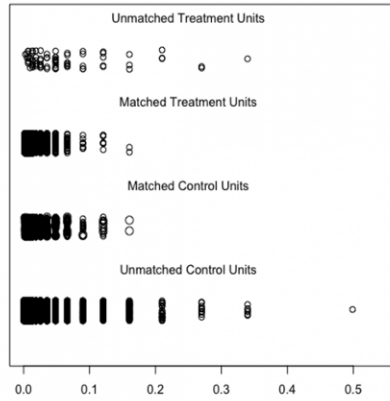 Unmatched Treatment Units
Matched Treatment Units
Matched Control Units
Unmatched Control Units
0.0 0.1 0.2 0.3 0.4 0.5